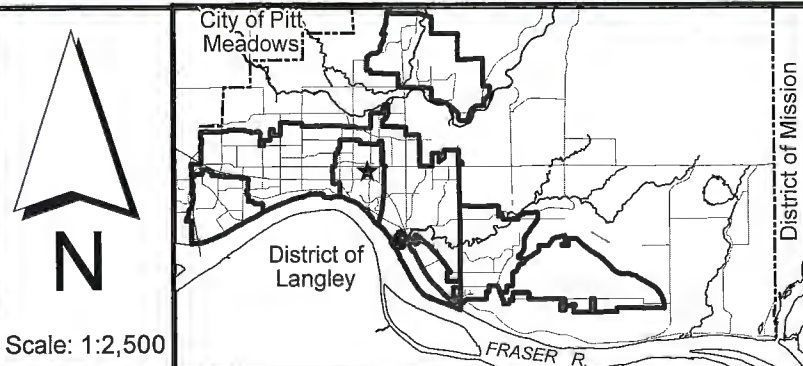 City of Pitt
Meadows
District of Mission
District of
Langley
N
Scale: 1:2,500
FRASER R.